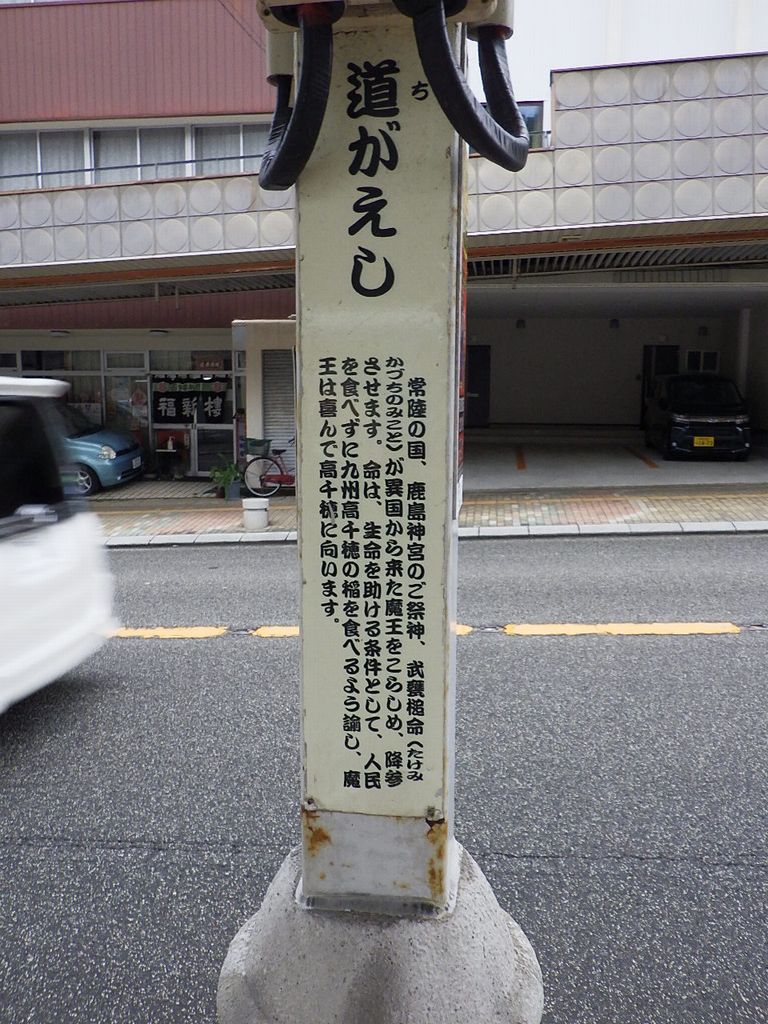 道がえし
ち
常陸の国、鹿島神宮のご祭神、武甕槌命(たけみ
かづちのみこと)が異国から来た魔王をこらしめ、降参
させます。命は、生命を助ける条件として、人民
を食べずに九州高千穂の稲を食べるよう諭し、魔
王は喜んで高千穂に向います。
福新楼